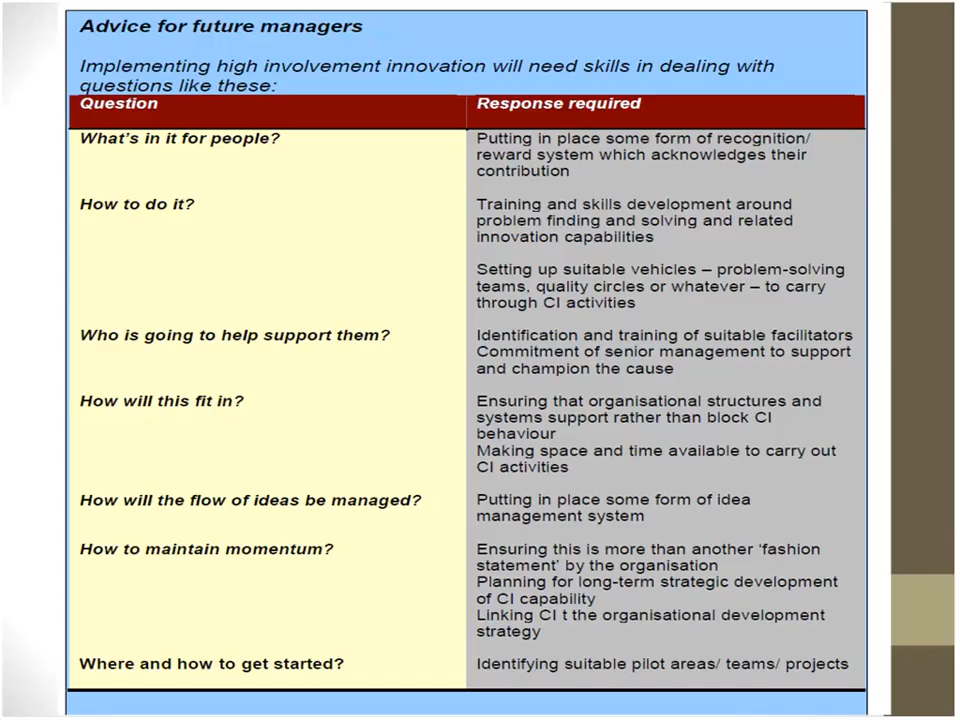 Advice for future managers
Implementing high involvement innovation will need skills in dealing with
questions like these:
Question
Response required
What's in it for people?
Putting in place some form of recognition/
reward system which acknowledges their
contribution
How to do it?
Training and skills development around
problem finding and solving and related
innovation capabilities
Setting up suitable vehicles – problem-solving
teams, quality circles or whatever – to carry
through CI activities
Who is going to help support them?
Identification and training of suitable facilitators
Commitment of senior management to support
and champion the cause
How will this fit in?
Ensuring that organisational structures and
systems support rather than block CI
behaviour
Making space and time available to carry out
CI activities
How will the flow of ideas be managed?
Putting in place some form of idea
management system
How to maintain momentum?
Ensuring this is more than another 'fashion
statement' by the organisation
Planning for long-term strategic development
of CI capability
Linking CI t the organisational development
strategy
Where and how to get started?
Identifying suitable pilot areas/ teams/ projects